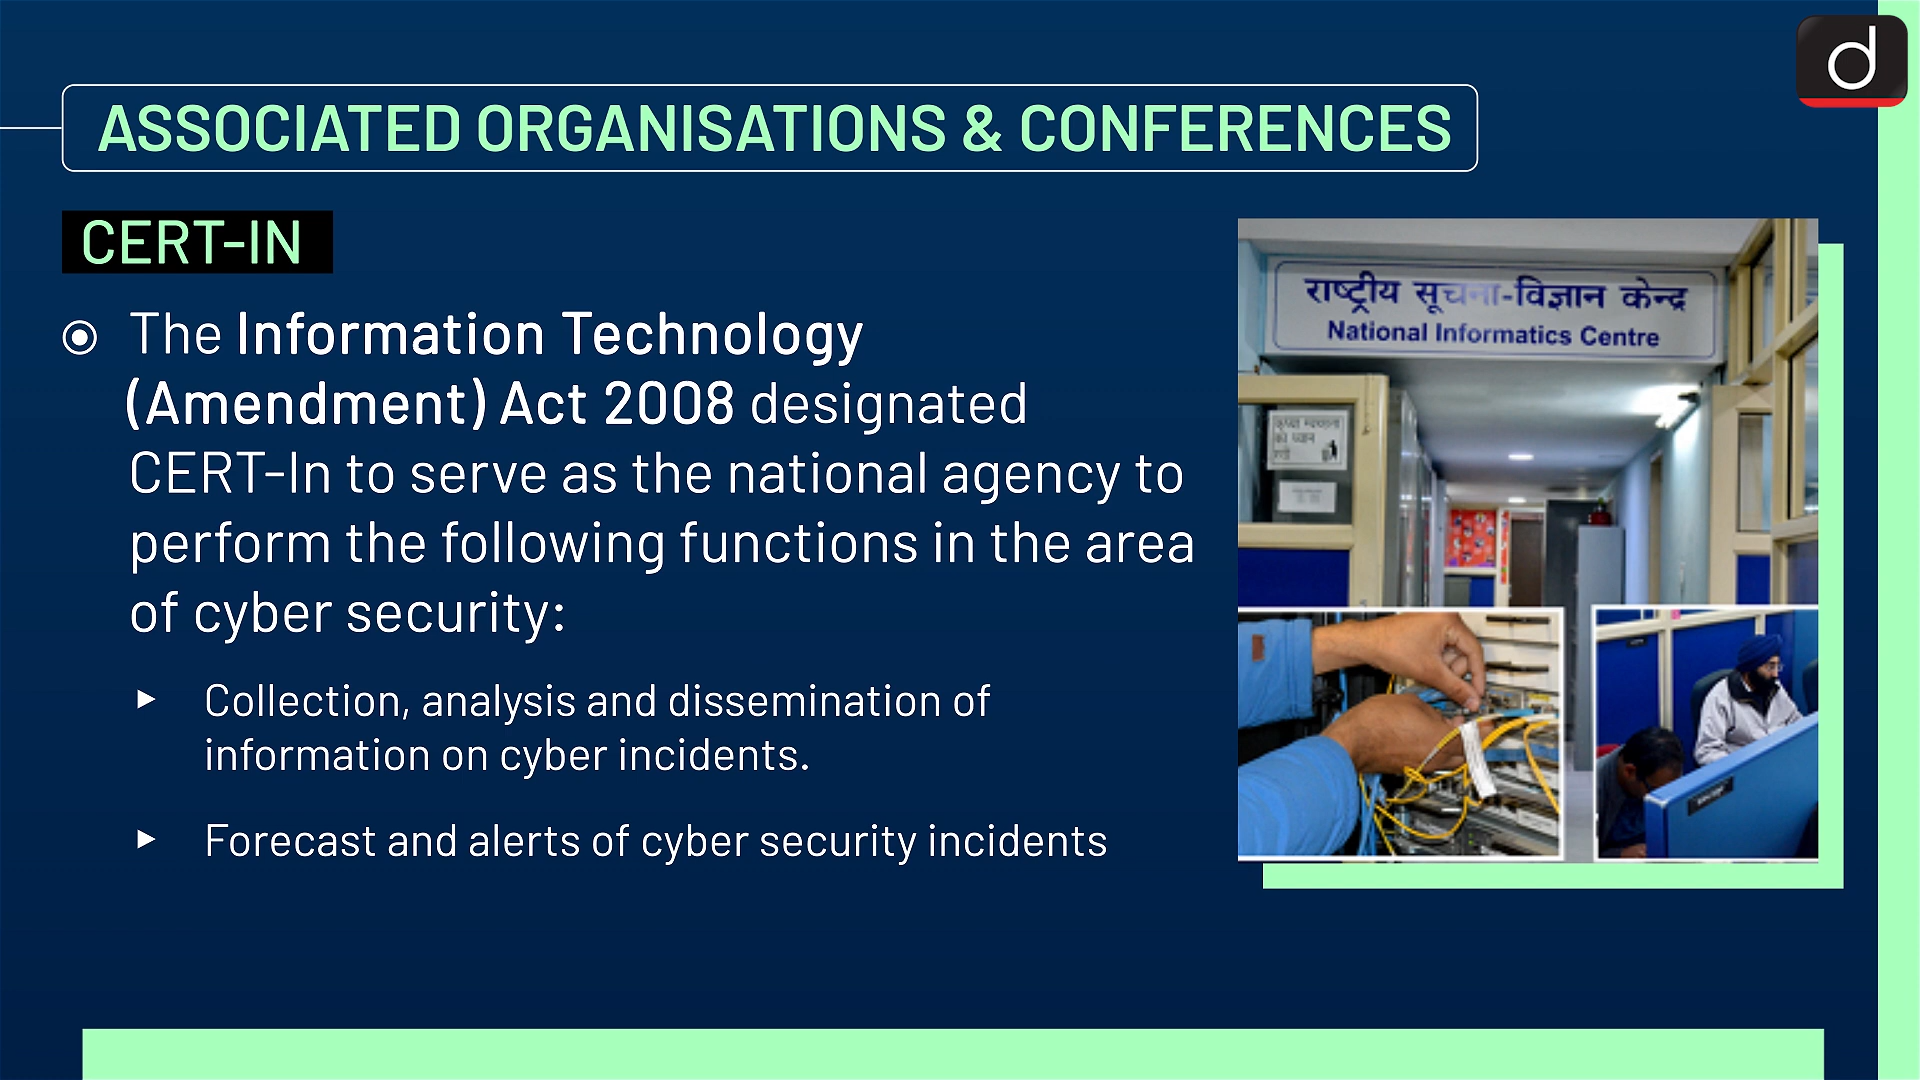 d
ASSOCIATED ORGANISATIONS & CONFERENCES
CERT-IN
The Information Technology
(Amendment) Act 2008 designated
CERT-In to serve as the national agency to
perform the following functions in the area
of cyber security:
Collection, analysis and dissemination of
information on cyber incidents.
Forecast and alerts of cyber security incidents
राष्ट्रीय सूचना-विज्ञान केन्द्र
National Informatics Centre